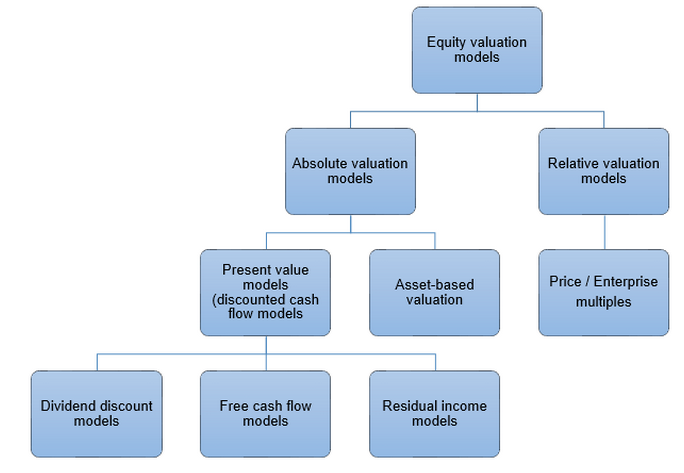 Equity valuation
models
Absolute valuation
models
Relative valuation
models
Present value
models
(discounted cash
flow models
Asset-based
valuation
Price / Enterprise
multiples
Dividend discount
models
Free cash flow
models
Residual income
models